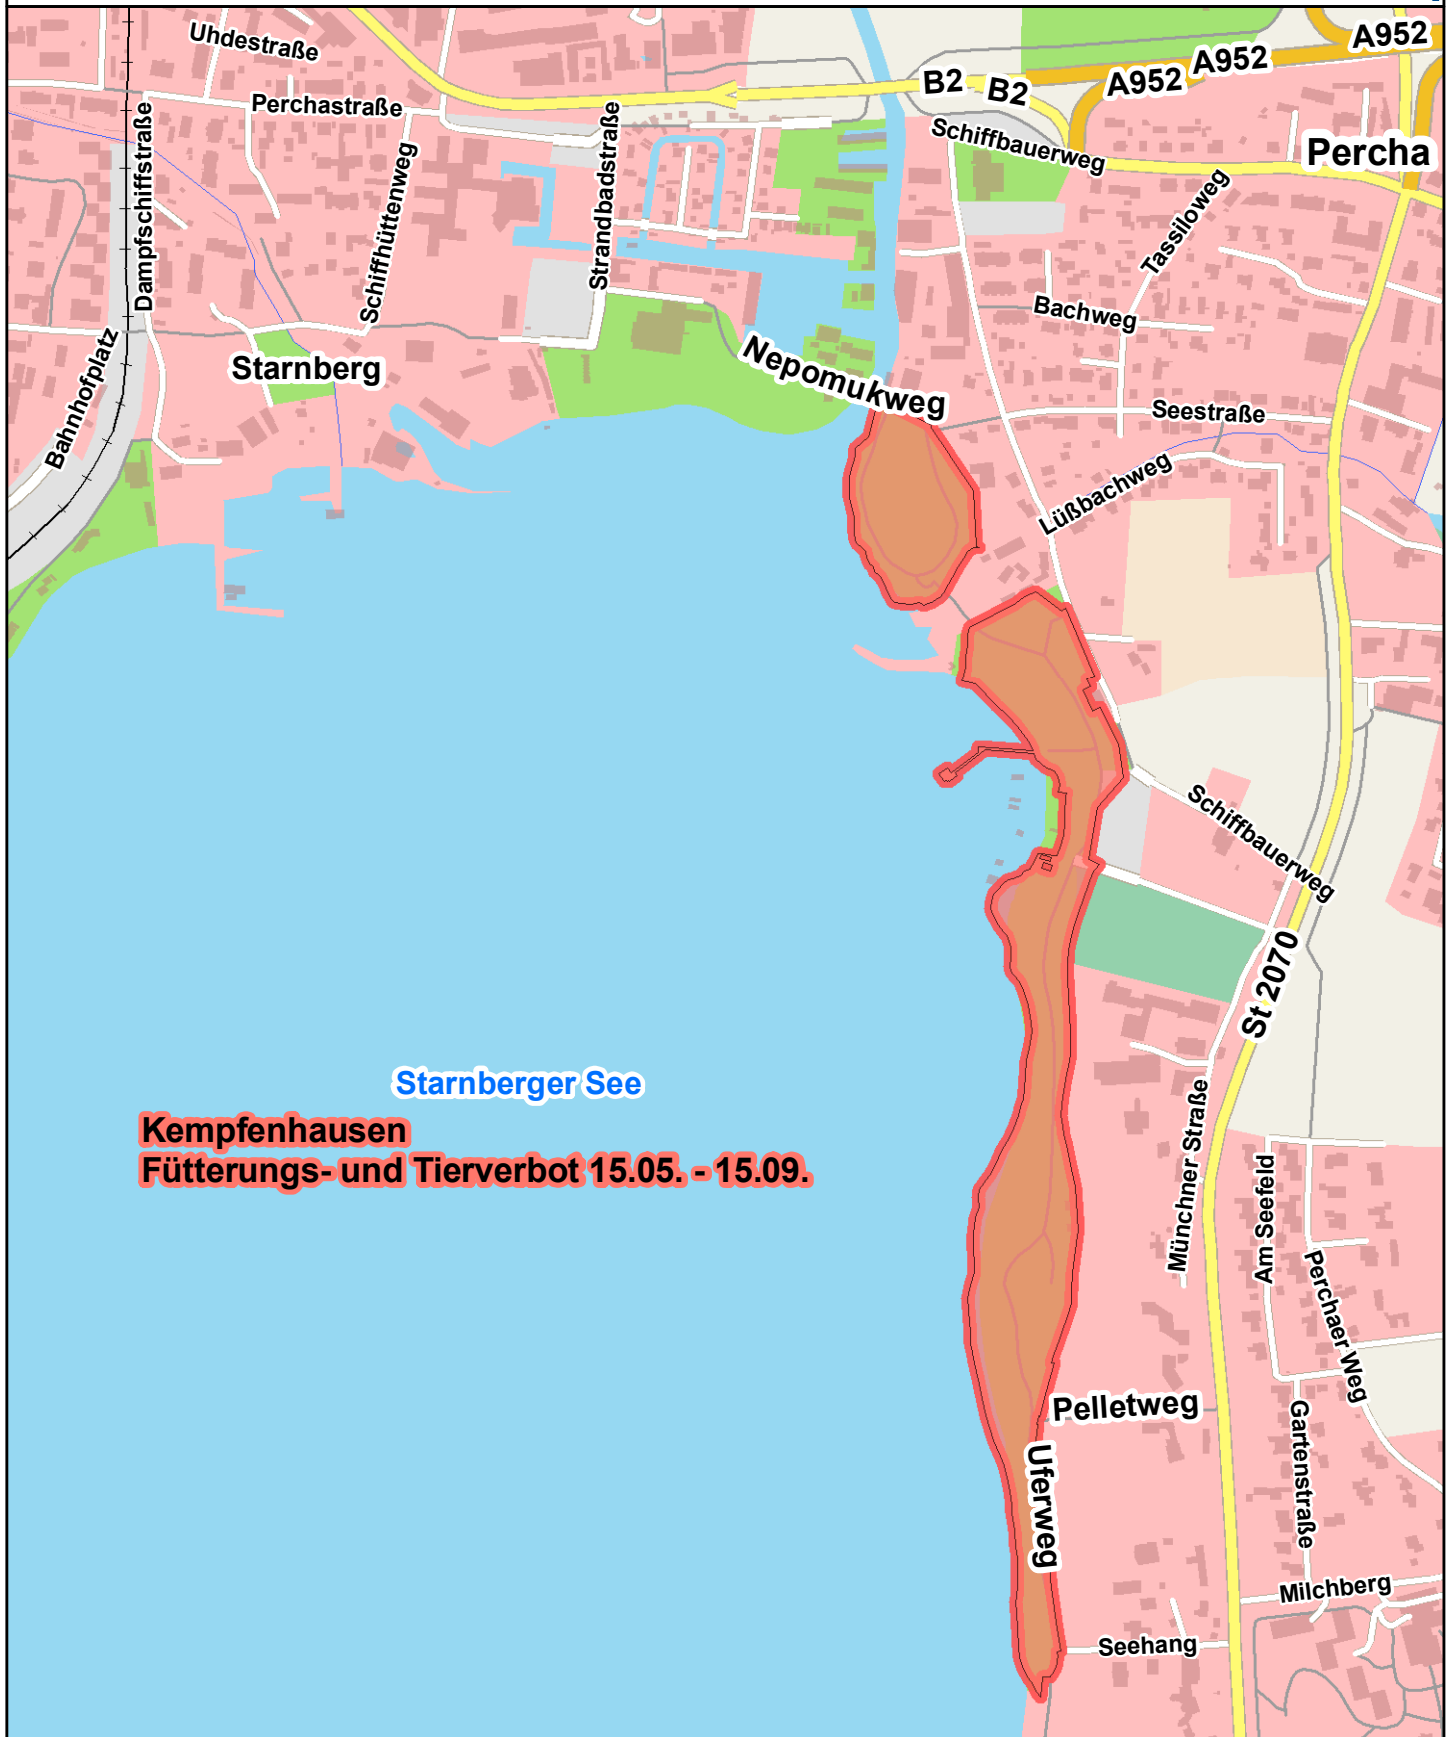 A952
Uhdestraße
A952
A952
B2
B2
Perchastraße
Schiffbauerweg
Percha
Dampfschiffstraße
Schiffhüttenweg
Strandbadstraße
Tassiloweg
Bachweg
Bahnhofplatz
Starnberg
Nepomukweg
Seestraße
Lüßbachweg
Schiffbauerweg
St 2070
Starnberger See
Kempfenhausen
Fütterungs- und Tierverbot 15.05. - 15.09.
Münchner Straße
Am Seefeld
Perchaer Weg
Pelletweg
Gartenstraße
Uferweg
Milchberg
Seehang